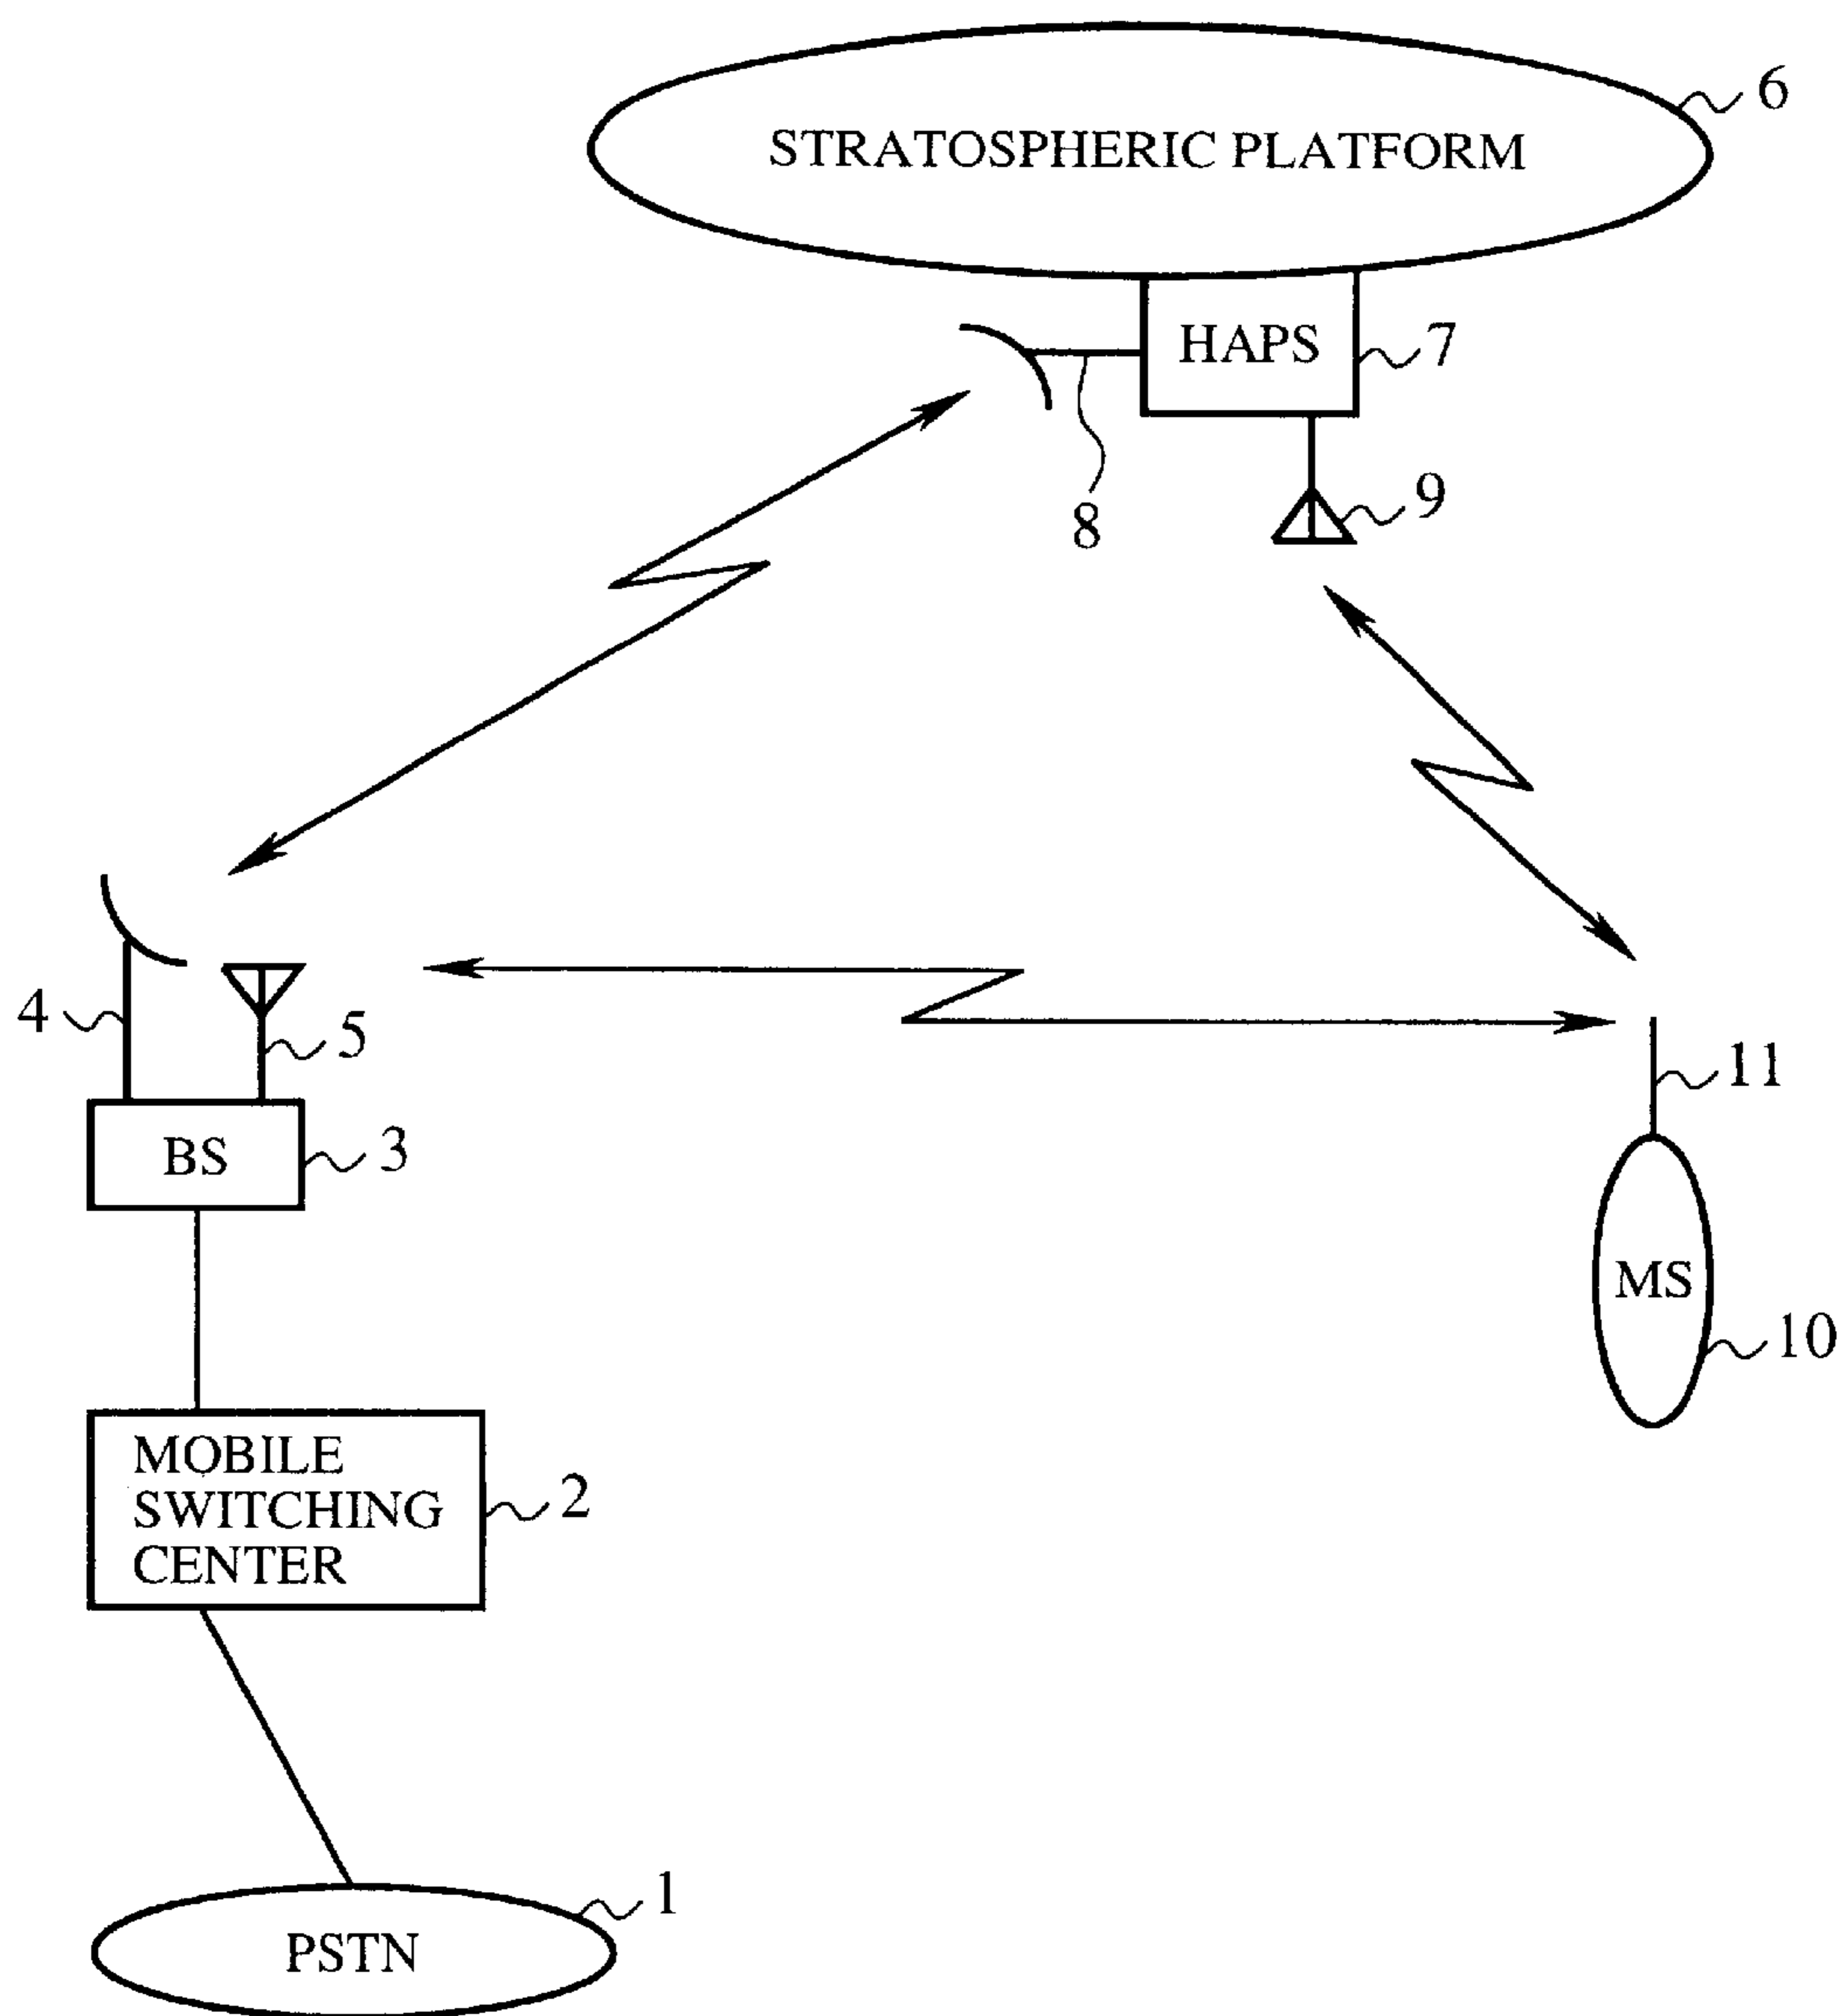 STRATOSPHERIC PLATFORM
6
HAPS
7
8
9
4
5
11
BS
3
MS
10
MOBILE
SWITCHING
CENTER
2
1
PSTN